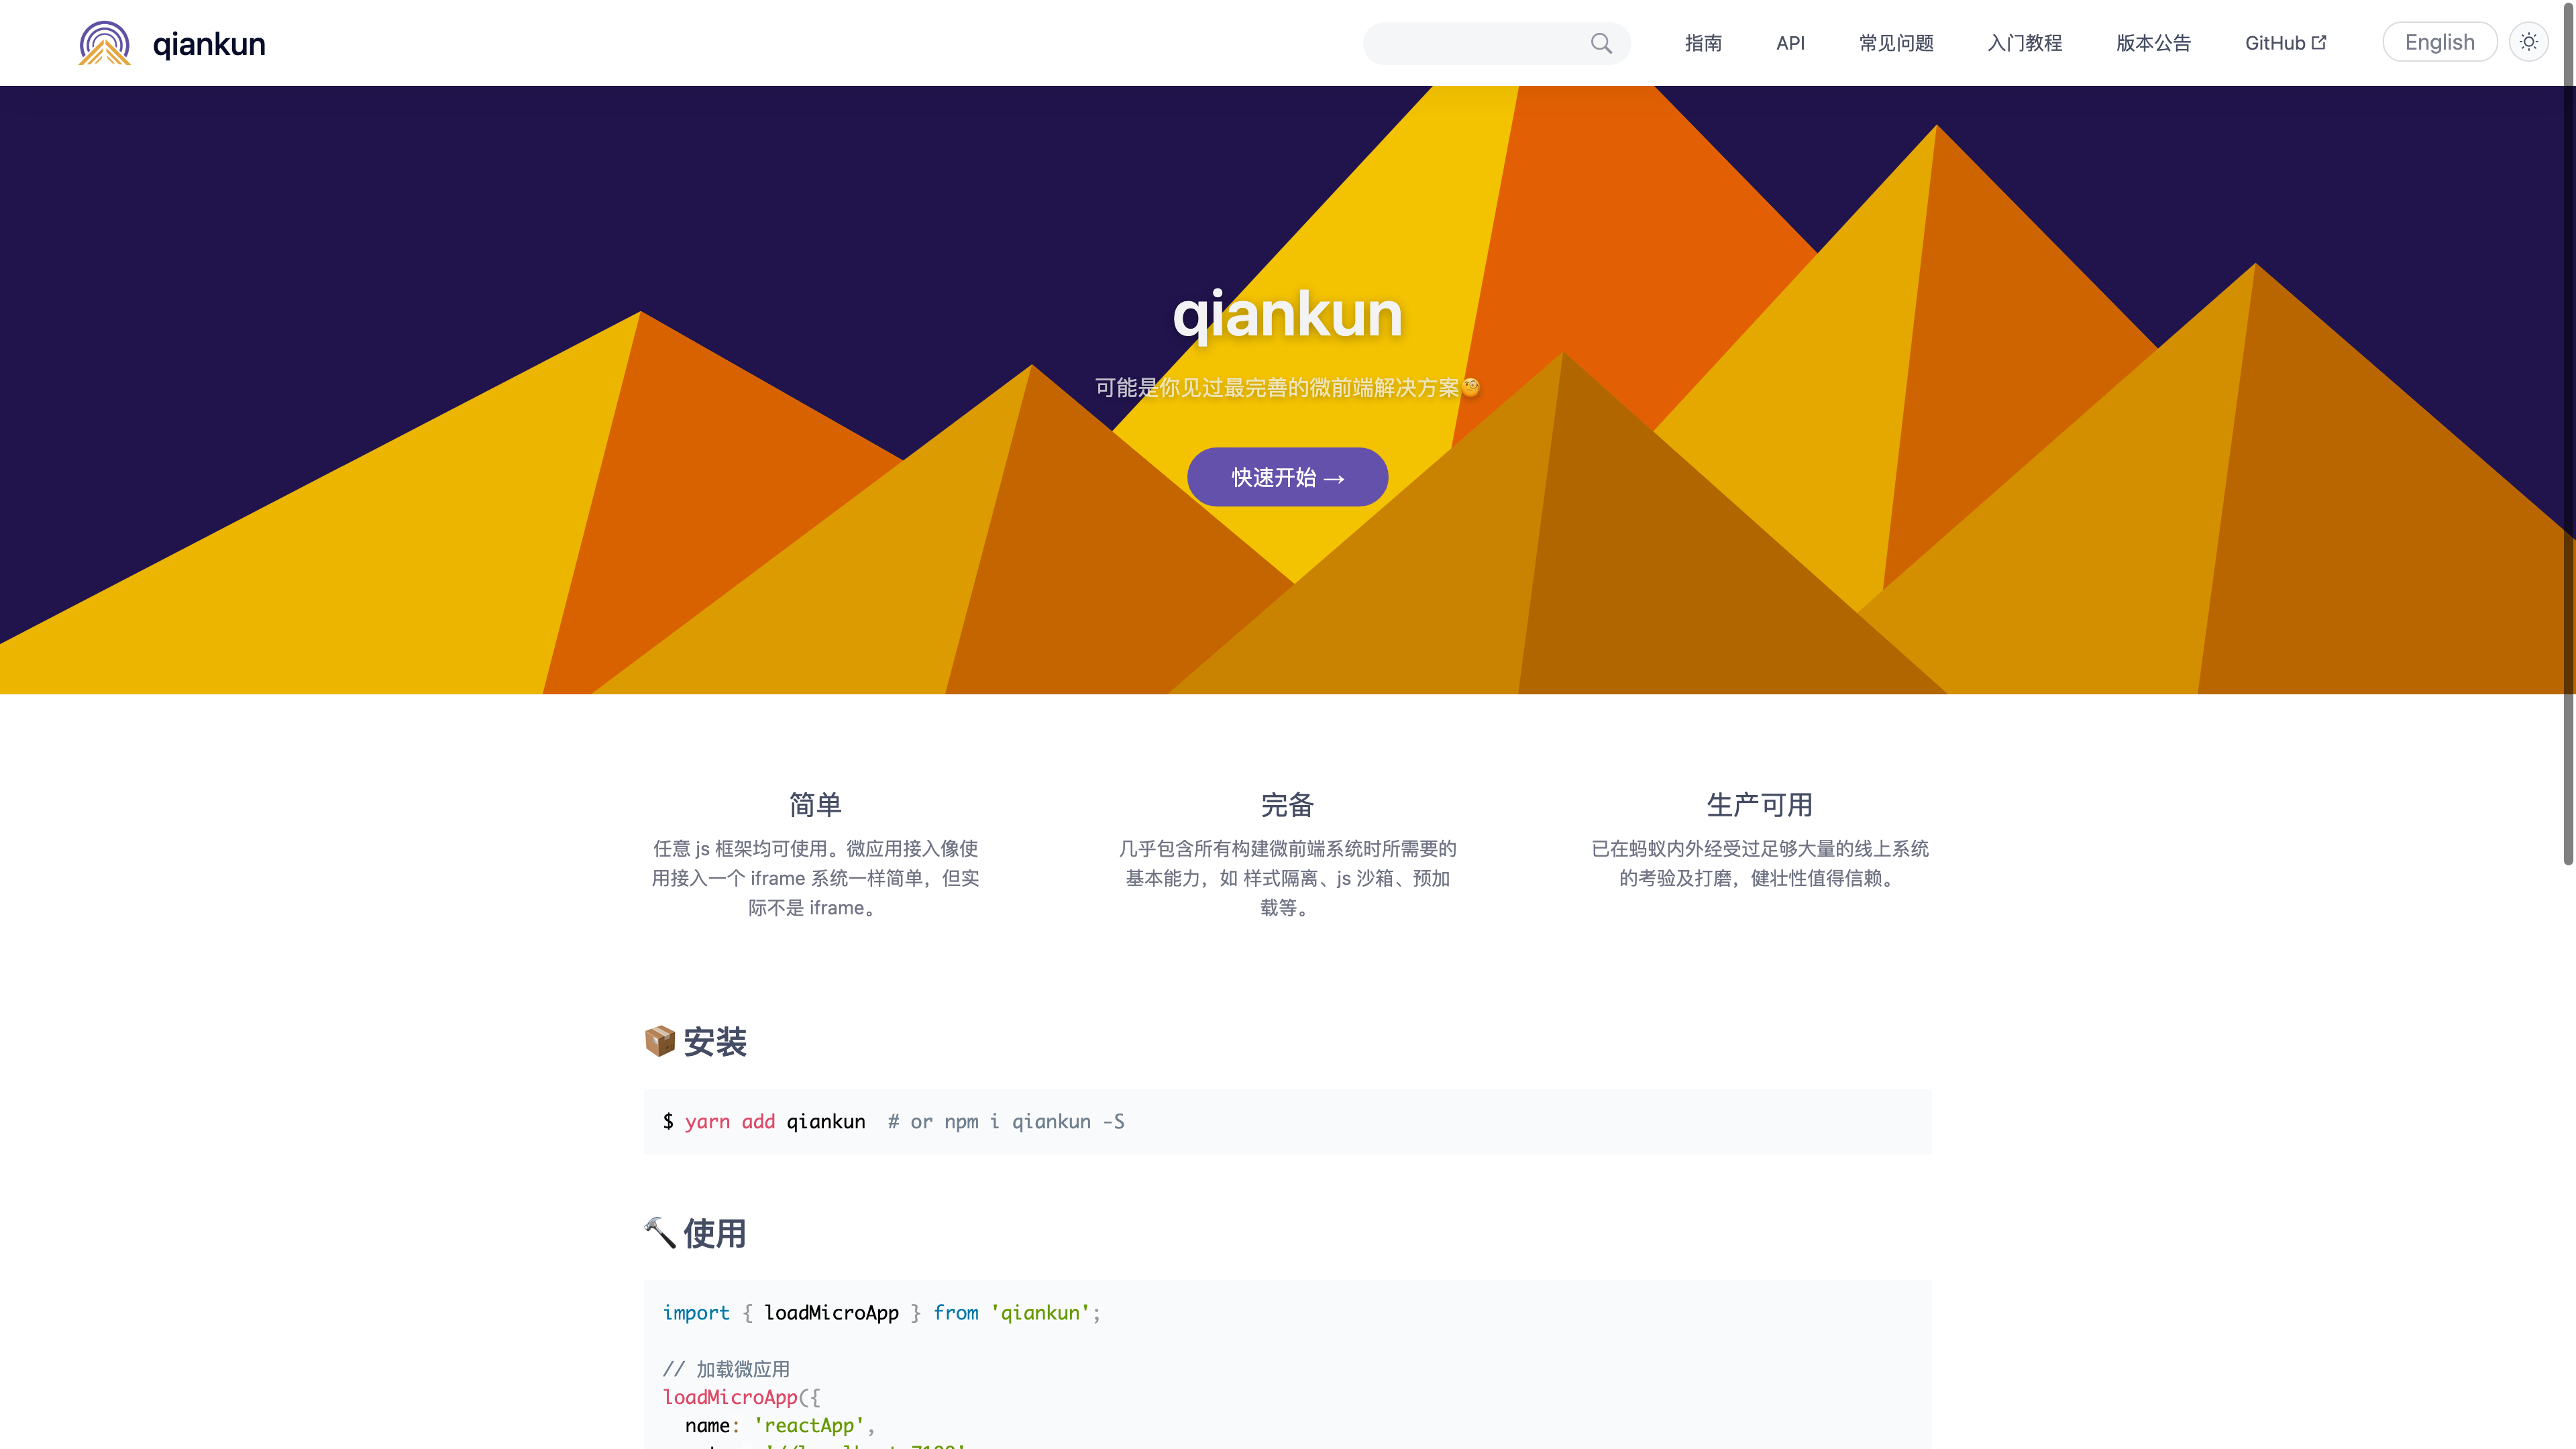 qiankun
指南
API
常见问题
入门教程
版本公告
GitHub
English
qiankun
可能是你见过最完善的微前端解决方案🧐
快速开始 →
简单
任意 js 框架均可使用。微应用接入像使
用接入一个 iframe 系统一样简单，但实
际不是 iframe。
完备
几乎包含所有构建微前端系统时所需要的
基本能力，如 样式隔离、js 沙箱、预加
载等。
生产可用
已在蚂蚁内外经受过足够大量的线上系统
的考验及打磨，健壮性值得信赖。
📦 安装
$ yarn add qiankun  # or npm i qiankun -S
🔨 使用
import { loadMicroApp } from 'qiankun';
// 加载微应用
loadMicroApp({
  name: 'reactApp',